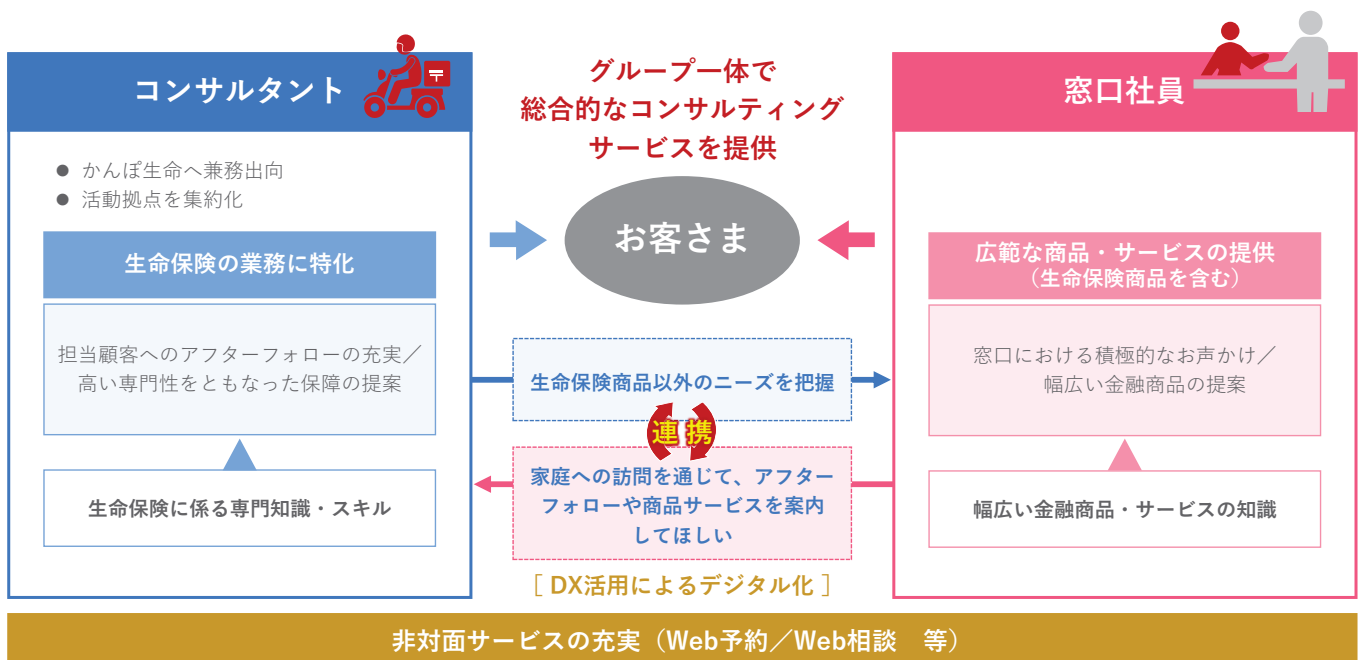 コンサルタント
● かんぽ生命へ兼務出向
● 活動拠点を集約化
生命保険の業務に特化
担当顧客へのアフターフォローの充実／
高い専門性をともなった保障の提案
生命保険に係る専門知識・スキル
グループ一体で
総合的なコンサルティング
サービスを提供
お客さま
生命保険商品以外のニーズを把握
連携
家庭への訪問を通じて、アフター
フォローや商品サービスを案内
してほしい
［ DX活用によるデジタル化 ］
窓口社員
広範な商品・サービスの提供
（生命保険商品を含む）
窓口における積極的なお声かけ／
幅広い金融商品の提案
幅広い金融商品・サービスの知識
非対面サービスの充実（Web予約／Web相談　等）